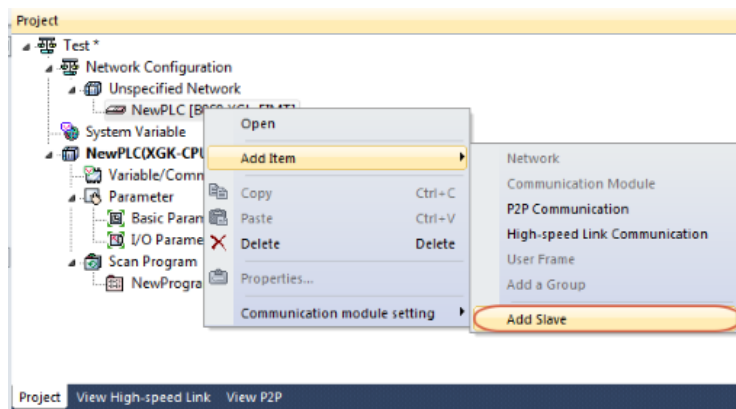 Project
Test *
Network Configuration
Unspecified Network
NewPLC
System Variable
NewPLC(XGK-CPU
Variable/Comm
Parameter
Basic Param
I/O Parame
Scan Program
NewProgra
Open
Add Item
Copy Ctrl+C
Paste Ctrl+V
Delete Delete
Properties...
Communication module setting
Network
Communication Module
P2P Communication
High-speed Link Communication
User Frame
Add a Group
Add Slave
Project View High-speed Link View P2P